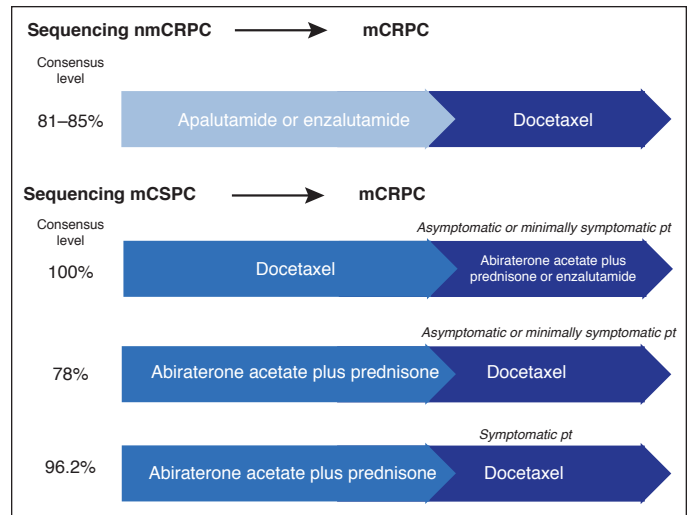 Sequencing nmCRPC mCRPC
Consensus
level
81–85%
Apalutamide or enzalutamide
Docetaxel
Sequencing mCSPC mCRPC
Consensus
level
Asymptomatic or minimally symptomatic pt
100%
Docetaxel
Abiraterone acetate plus
prednisone or enzalutamide
Asymptomatic or minimally symptomatic pt
78%
Abiraterone acetate plus prednisone
Docetaxel
Symptomatic pt
96.2%
Abiraterone acetate plus prednisone
Docetaxel